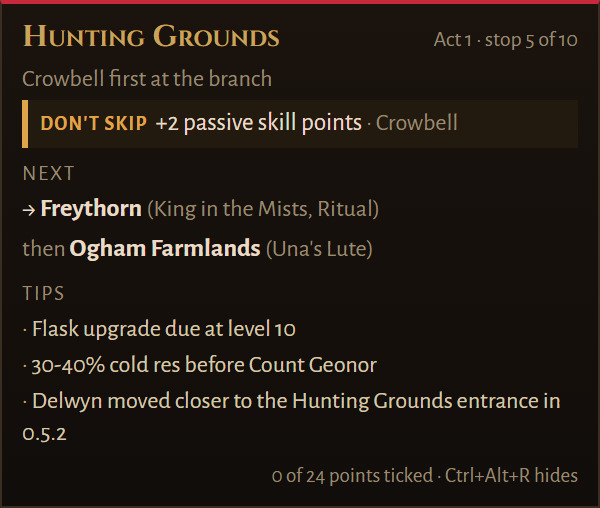 Hunting Grounds
Act 1 · stop 5 of 10
Crowbell first at the branch
DON'T SKIP +2 passive skill points · Crowbell
NEXT
→ Freythorn (King in the Mists, Ritual)
then Ogham Farmlands (Una's Lute)
TIPS
· Flask upgrade due at level 10
· 30-40% cold res before Count Geonor
· Delwyn moved closer to the Hunting Grounds entrance in
0.5.2
0 of 24 points ticked · Ctrl+Alt+R hides